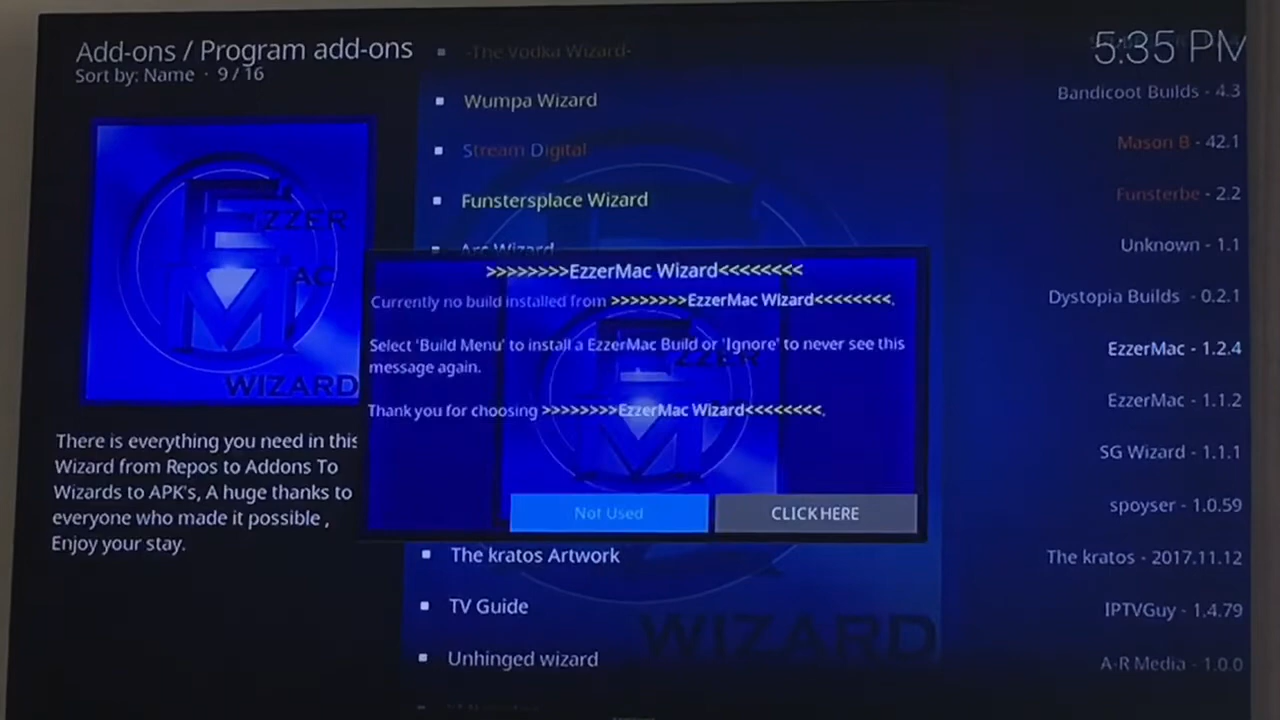 Add-ons / Program add-ons
Sort by: Name · 9 / 16
5:35 PM
-The Vodka Wizard-
Wumpa Wizard
Bandicoot Builds - 4.3
Stream Digital
Mason B - 42.1
Funstersplace Wizard
Funsterbe - 2.2
Arc Wizard
Unknown - 1.1
Dystopia Builds - 0.2.1
EzzerMac - 1.2.4
EzzerMac - 1.1.2
SG Wizard - 1.1.1
spoyser - 1.0.59
The kratos Artwork
The kratos - 2017.11.12
TV Guide
IPTVGuy - 1.4.79
Unhinged wizard
A-R Media - 1.0.0
EZZER
MAC
WIZARD
There is everything you need in this
Wizard from Repos to Addons To
Wizards to APK's, A huge thanks to
everyone who made it possible ,
Enjoy your stay.
>>>>>>>>EzzerMac Wizard<<<<<<<<
Currently no build installed from >>>>>>>>EzzerMac Wizard<<<<<<<<.
Select 'Build Menu' to install a EzzerMac Build or 'Ignore' to never see this
message again.
Thank you for choosing >>>>>>>>EzzerMac Wizard<<<<<<<<.
Not Used
CLICK HERE
WIZARD